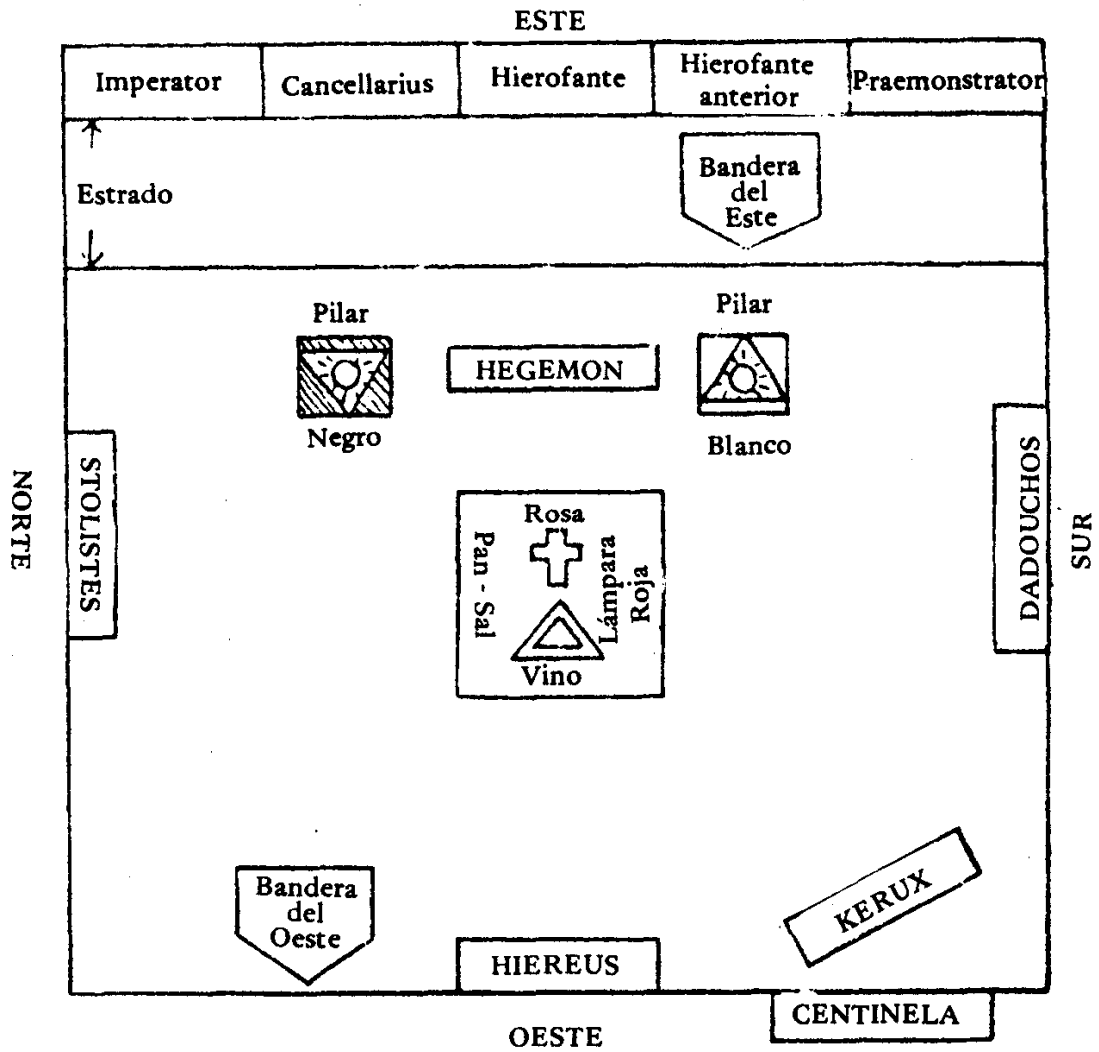 ESTE
Imperator
Cancellarius
Hierofante
Hierofante
anterior
Praemonstrator
Estrado
Bandera
del
Este
Pilar
Negro
HEGEMON
Pilar
Blanco
NORTE
STOLISTES
Rosa
Pan - Sal
Lámpara
Roja
Vino
DADOUCHOS
SUR
Bandera
del
Oeste
HIEREUS
KERUX
CENTINELA
OESTE